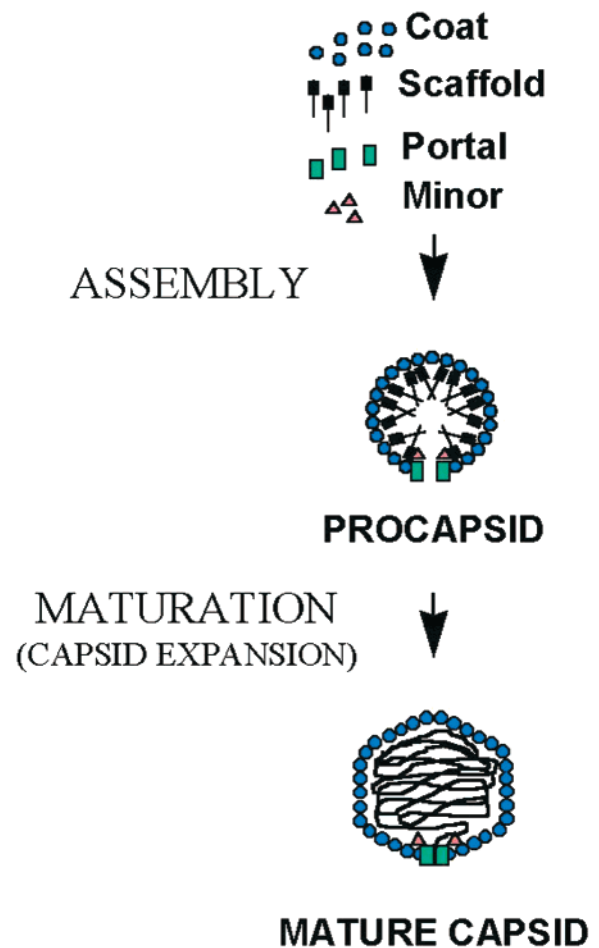 Coat
Scaffold
Portal
Minor
ASSEMBLY
PROCAPSID
MATURATION
(CAPSID EXPANSION)
MATURE CAPSID